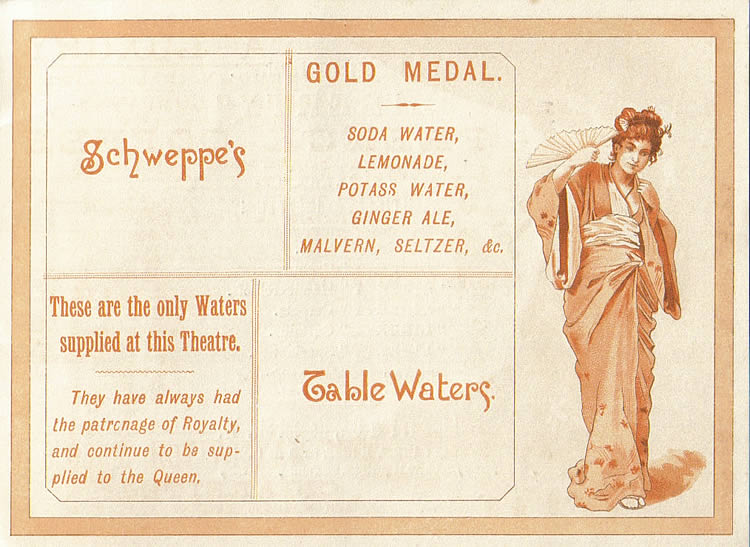 Schweppe's
GOLD MEDAL.
SODA WATER,
LEMONADE,
POTASS WATER,
GINGER ALE,
MALVERN, SELTZER, &c.
These are the only Waters
supplied at this Theatre.
They have always had
the patronage of Royalty,
and continue to be sup-
plied to the Queen.
Table Waters.